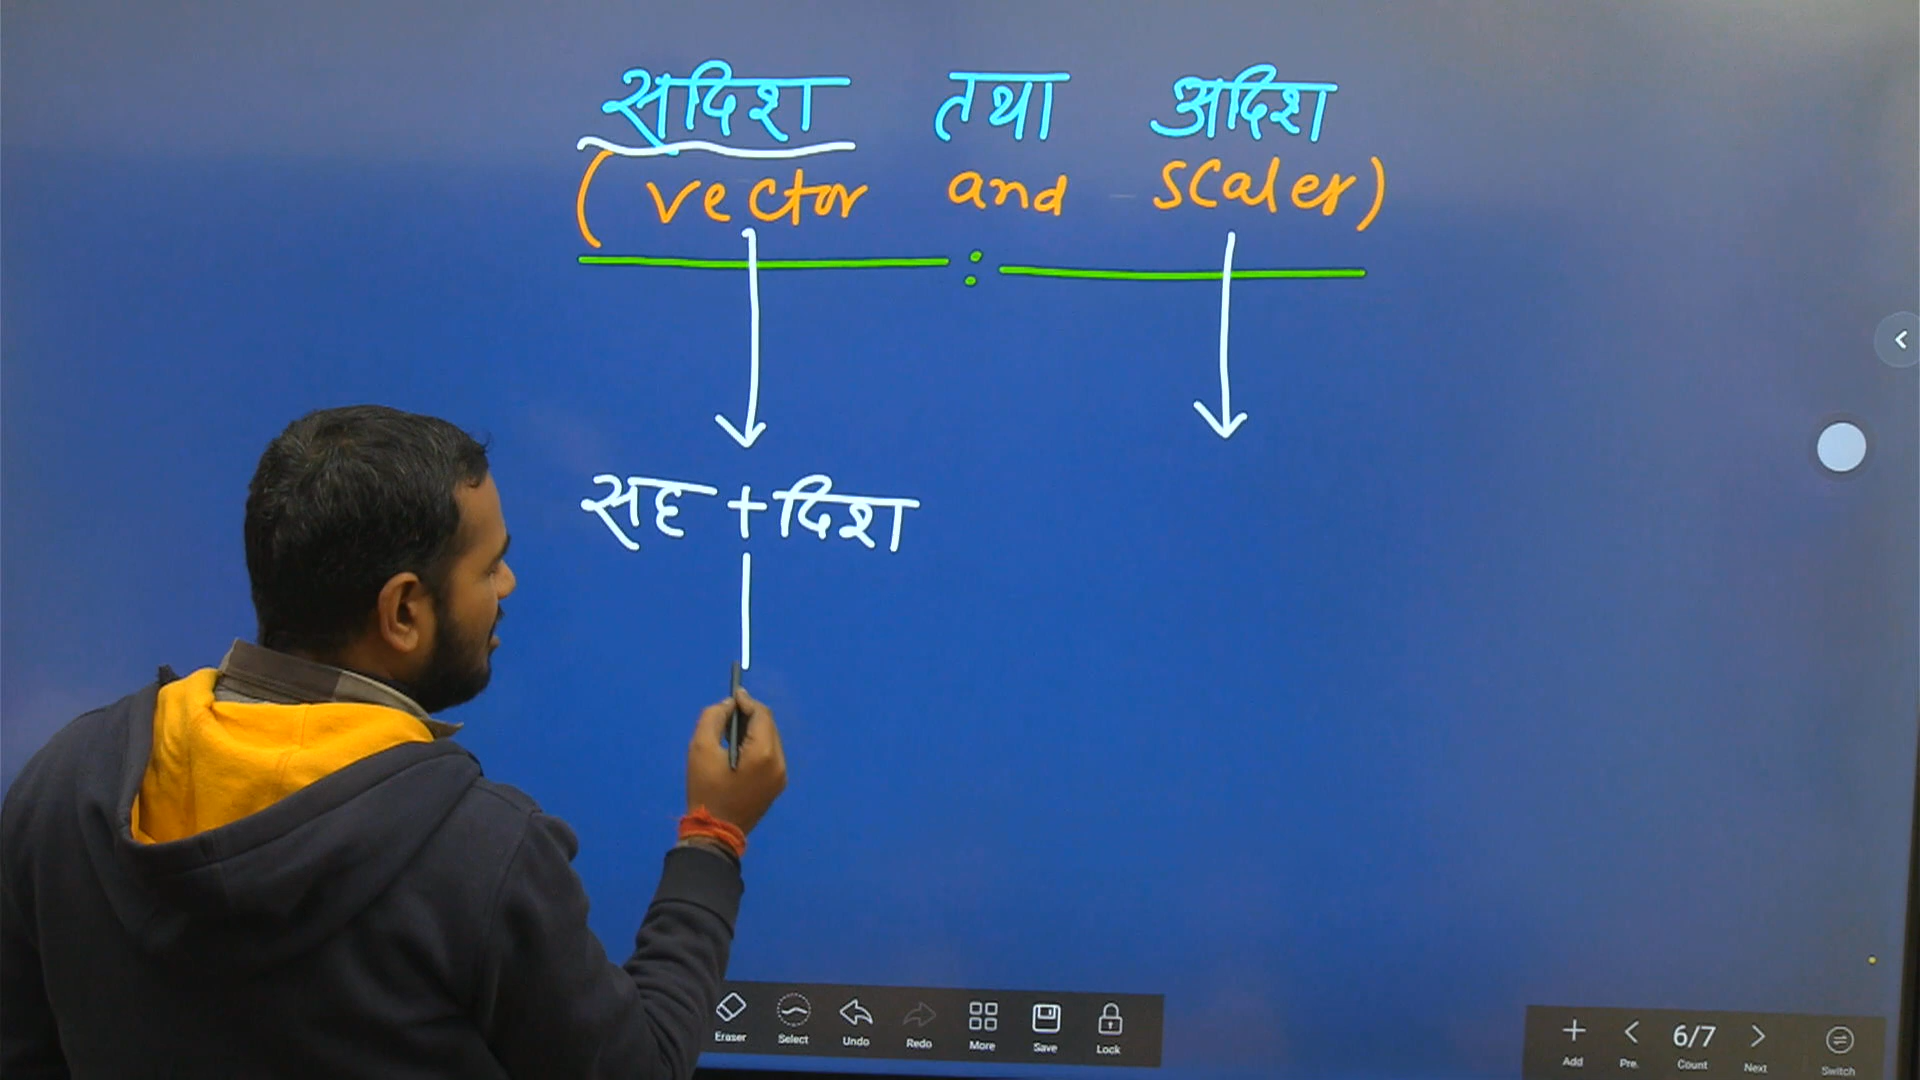 सदिश तथा अदिश
(vector and scaler)
सह + दिश
Eraser Select Undo Redo More Save Lock
6/7
Add Pre. Count Next Switch